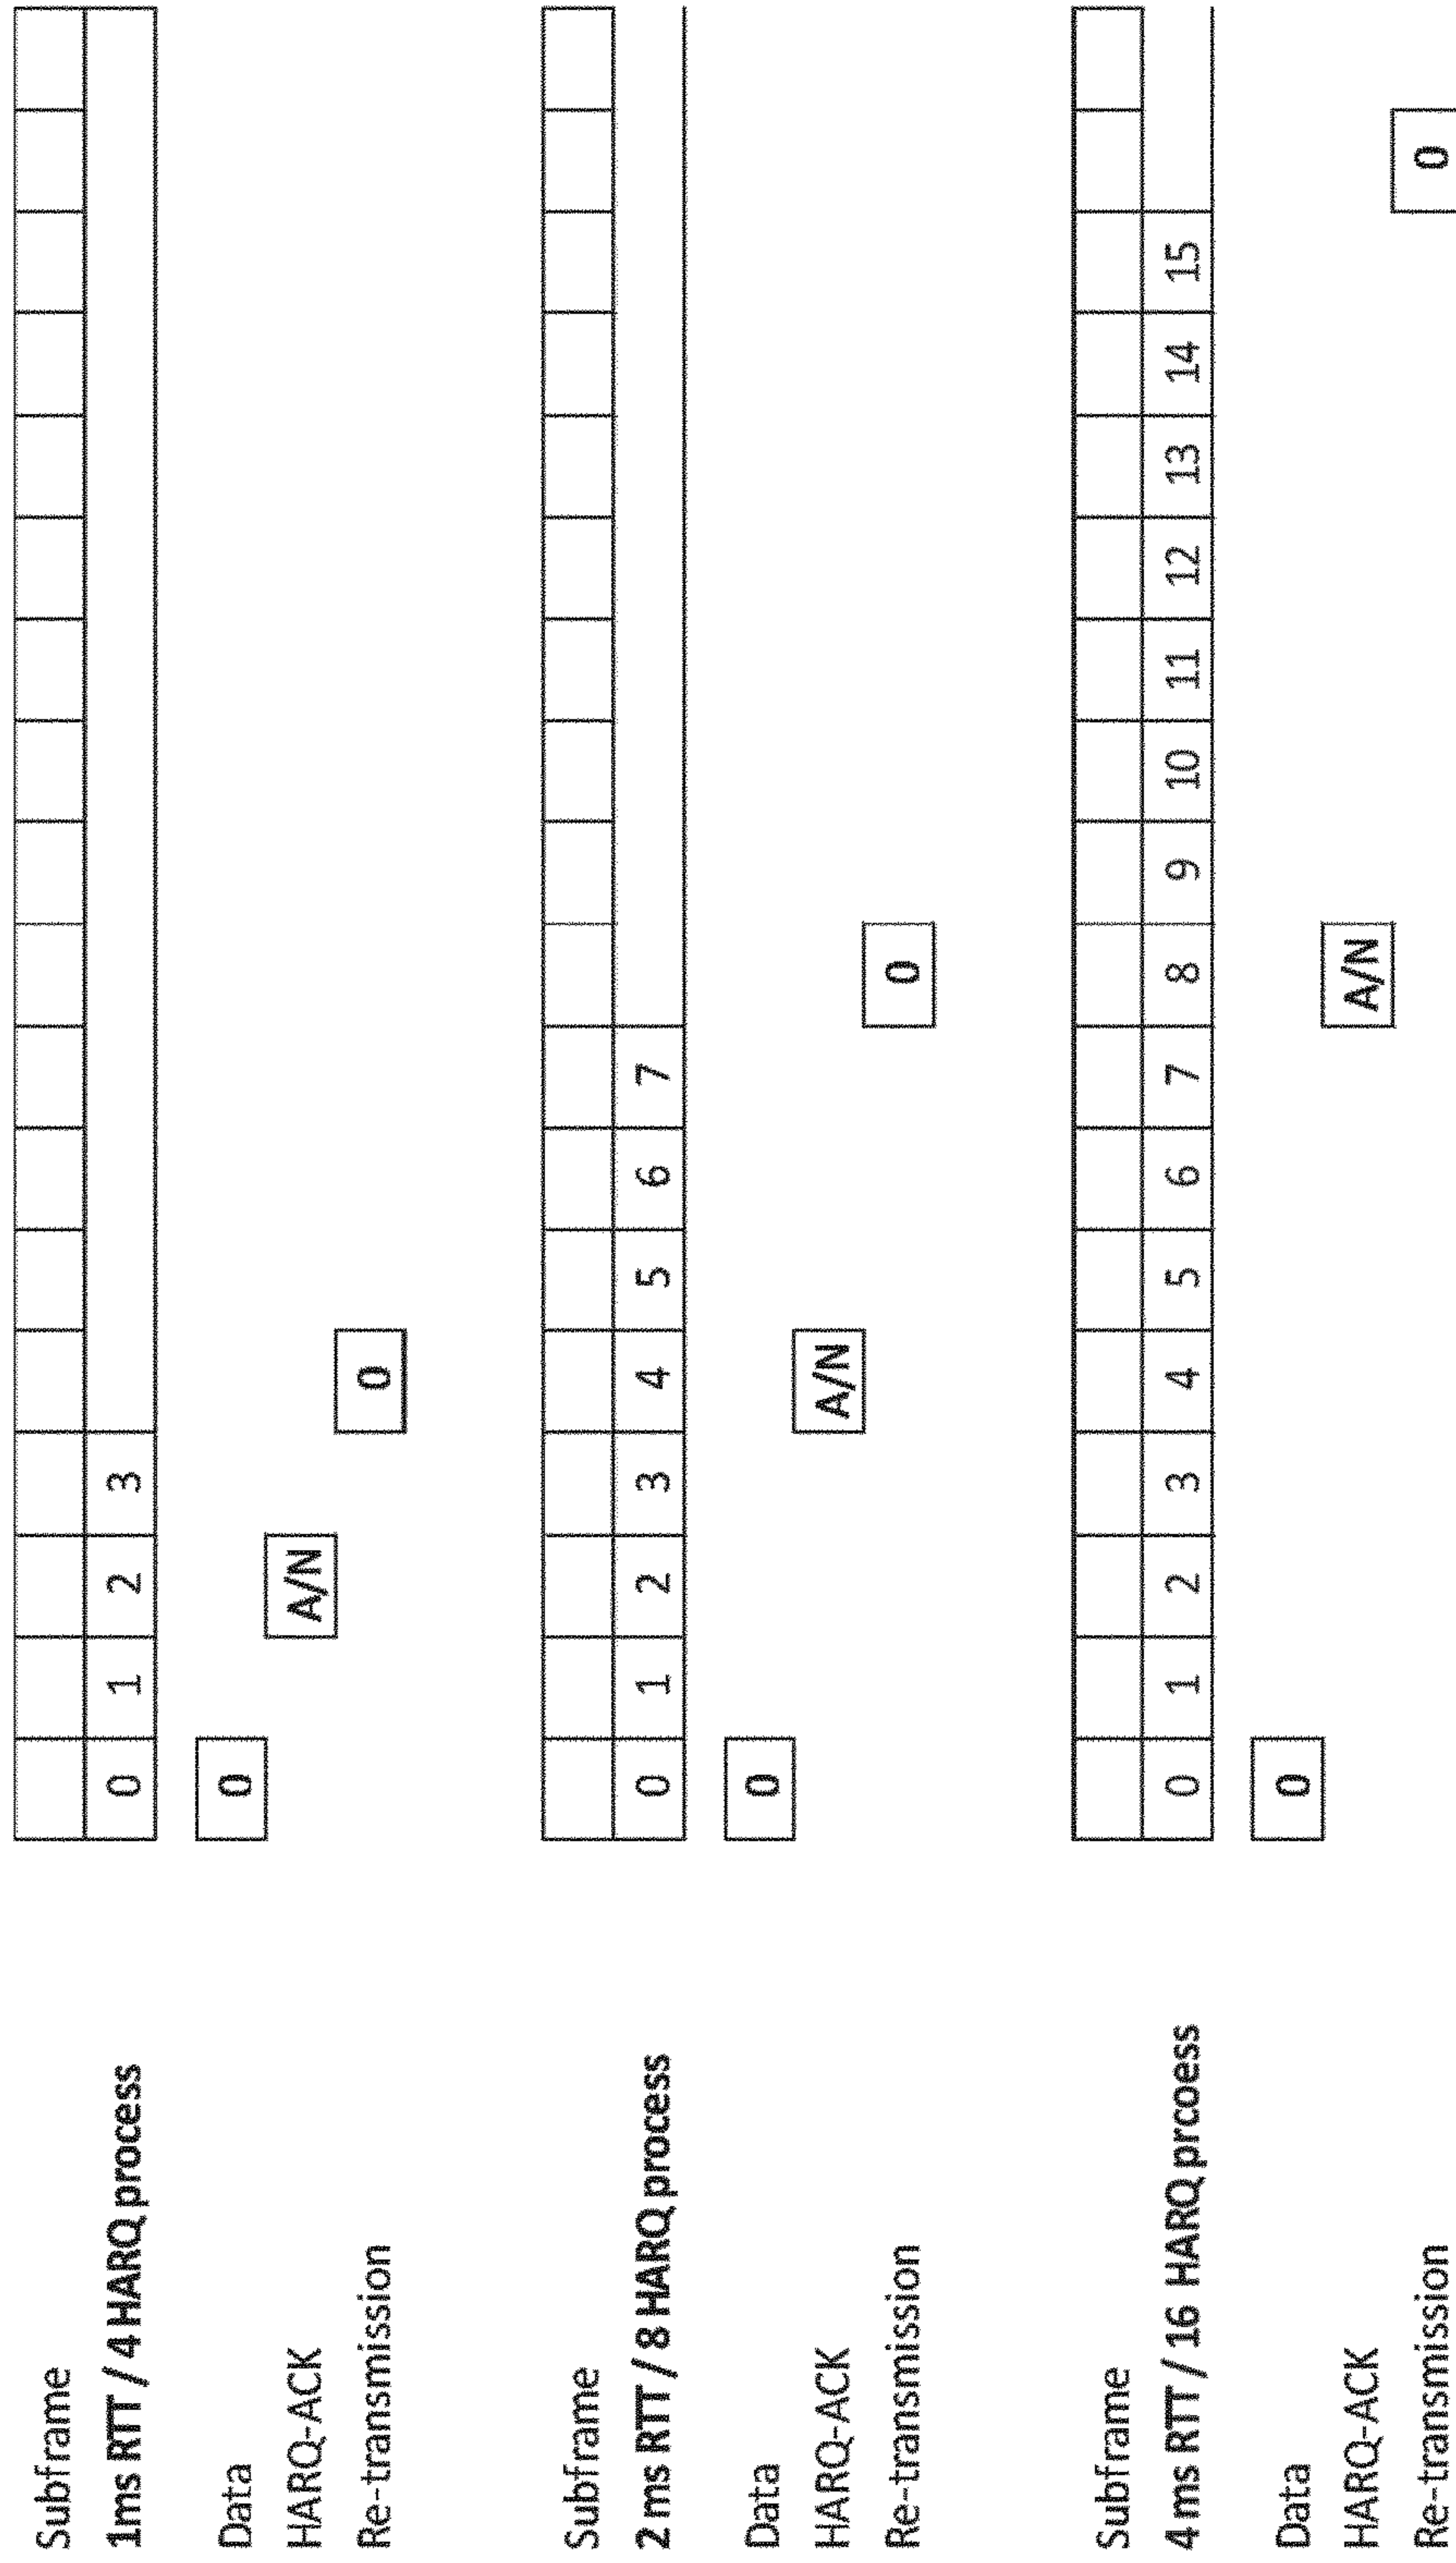 Subframe
1ms RTT / 4 HARQ process 0 1 2 3
Data 0
HARQ-ACK A/N
Re-transmission 0
Subframe
2 ms RTT / 8 HARQ process 0 1 2 3 4 5 6 7
Data 0
HARQ-ACK A/N
Re-transmission 0
Subframe
4 ms RTT / 16 HARQ prcoess 0 1 2 3 4 5 6 7 8 9 10 11 12 13 14 15
Data 0
HARQ-ACK A/N
Re-transmission 0